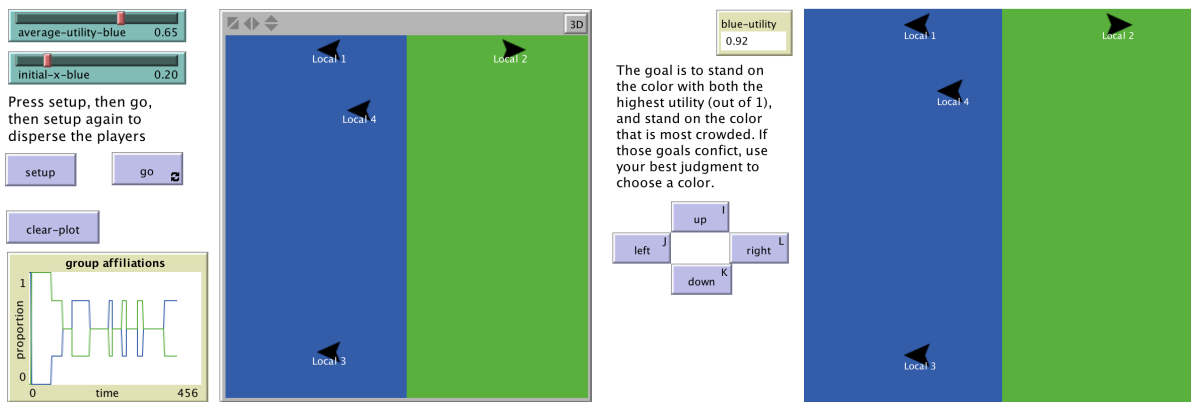 average-utility-blue 0.65
initial-x-blue 0.20
Press setup, then go,
then setup again to
disperse the players
setup
go
clear-plot
group affiliations
1
proportion
0
0
time
456
3D
Local 1
Local 2
Local 4
Local 3
blue-utility
0.92
The goal is to stand on
the color with both the
highest utility (out of 1),
and stand on the color
that is most crowded. If
those goals confict, use
your best judgment to
choose a color.
I
up
J
left
L
right
K
down
Local 1
Local 2
Local 4
Local 3